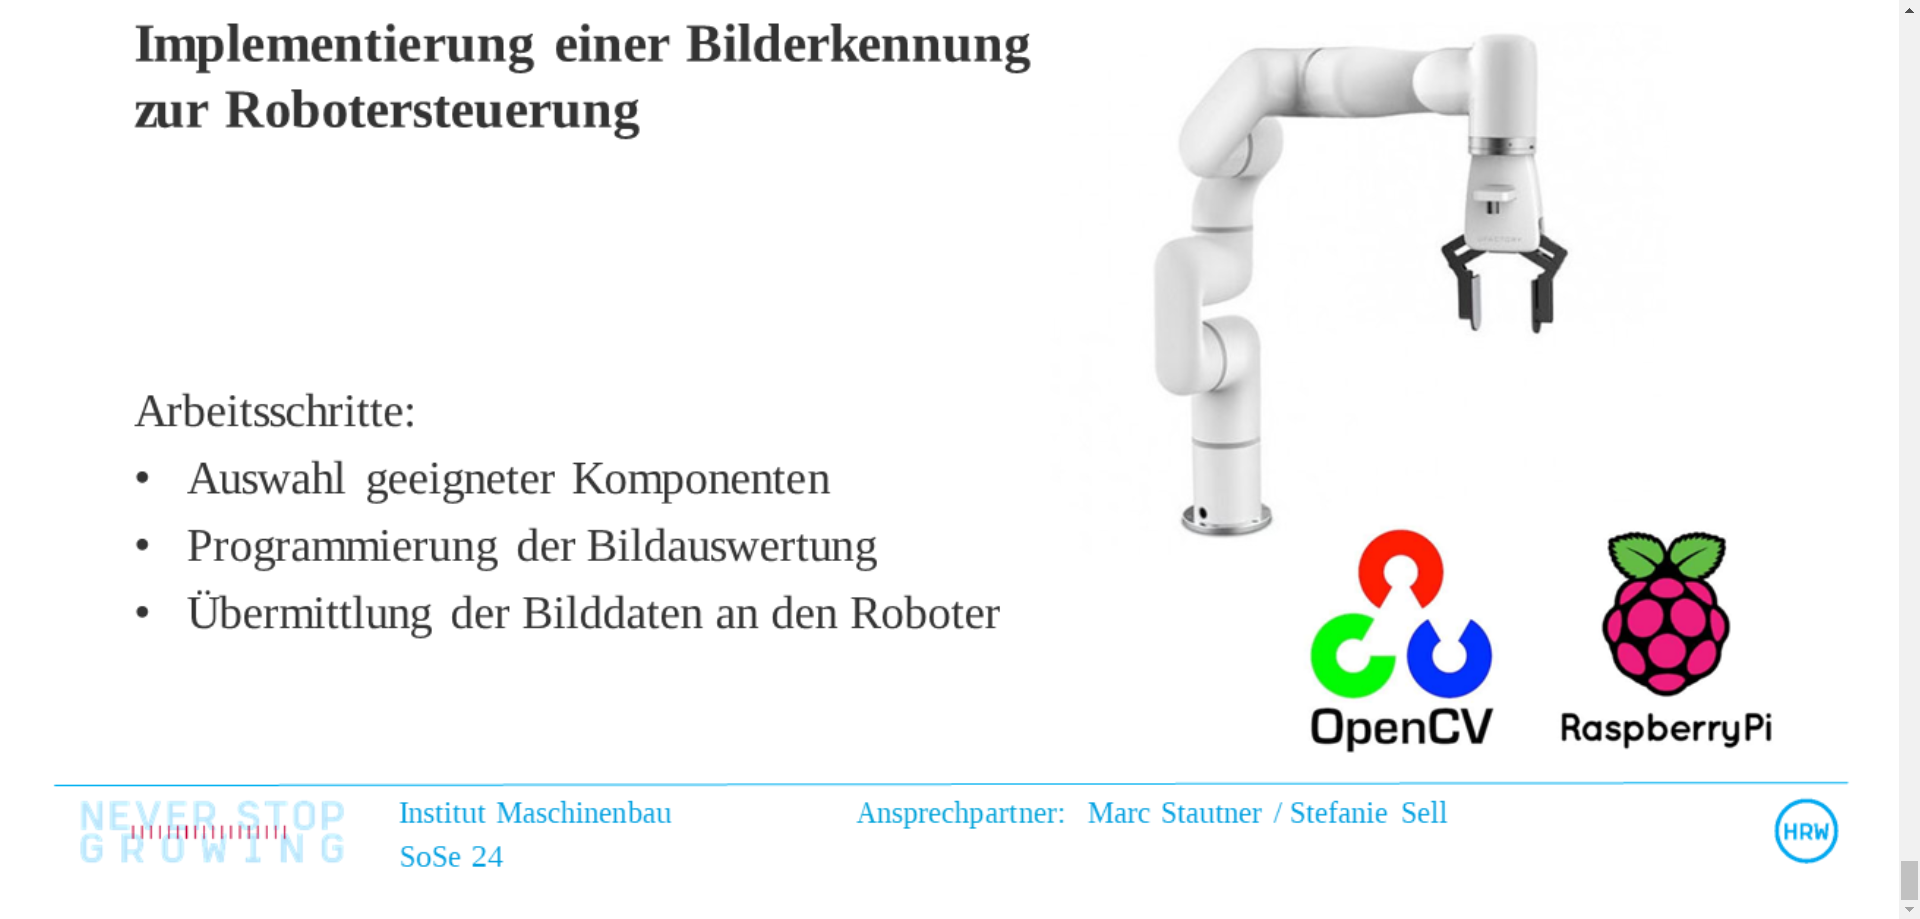 Implementierung einer Bilderkennung
zur Robotersteuerung
Arbeitsschritte:
• Auswahl geeigneter Komponenten
• Programmierung der Bildauswertung
• Übermittlung der Bilddaten an den Roboter
OpenCV
RaspberryPi
NEVER STOP
GROWING
Institut Maschinenbau
SoSe 24
Ansprechpartner: Marc Stautner / Stefanie Sell
HRW